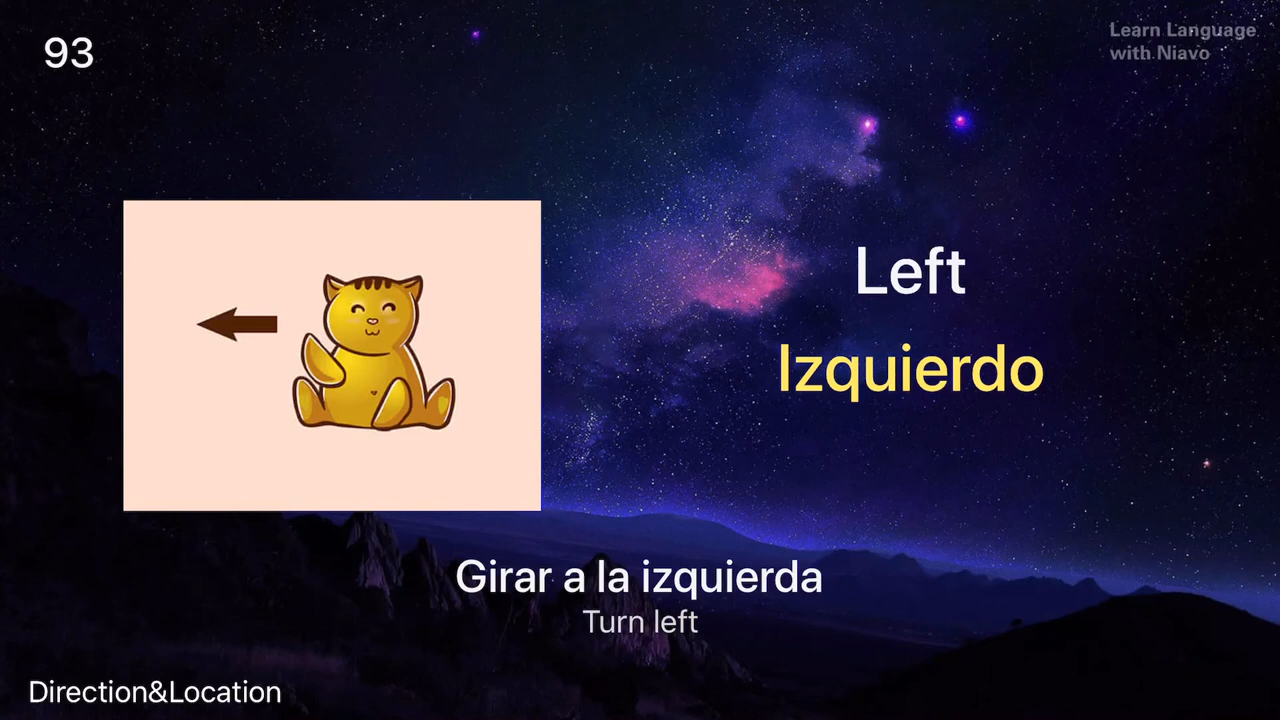 93
Learn Language
with Niavo
Left
Izquierdo
Girar a la izquierda
Turn left
Direction&Location